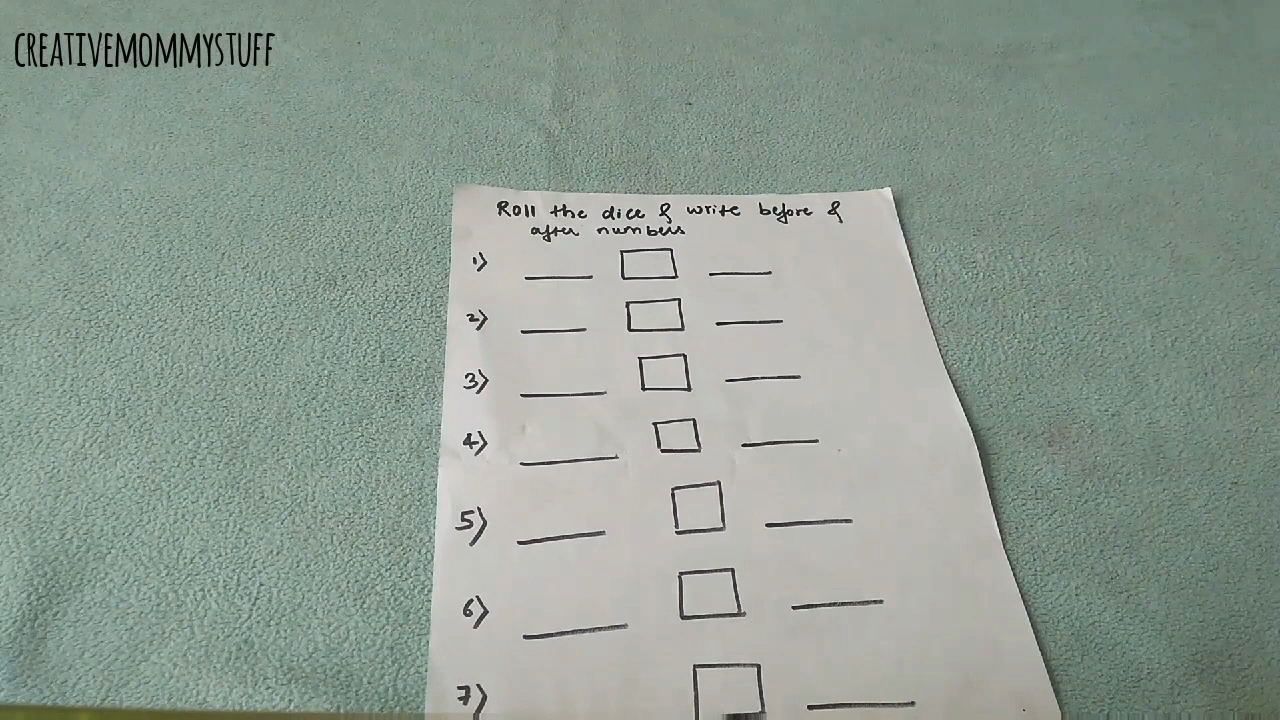 CREATIVEMOMMYSTUFF
Roll the dice & write before &
after numbers
1)
2)
3)
4)
5)
6)
7)